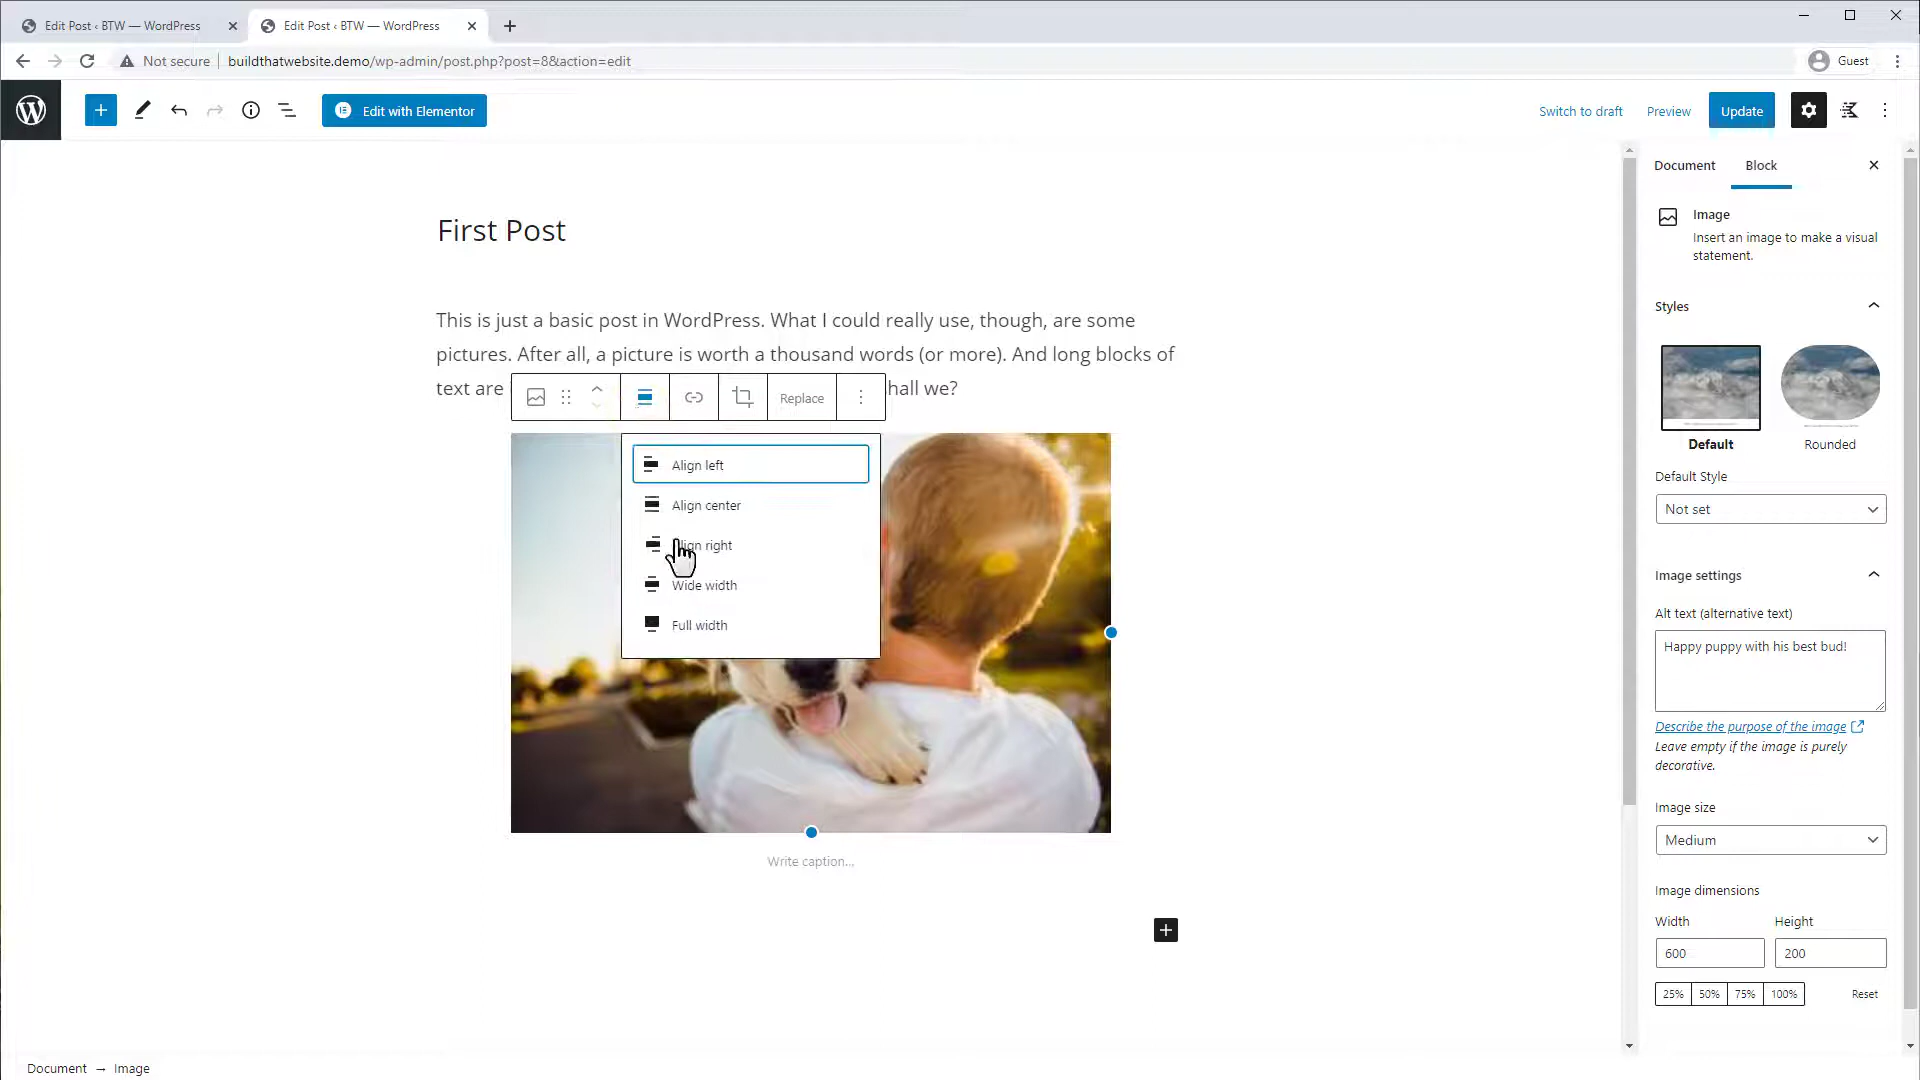 Edit Post ‹ BTW — WordPress
Edit Post ‹ BTW — WordPress
Not secure
buildthatwebsite.demo/wp-admin/post.php?post=8&action=edit
Guest
Edit with Elementor
Switch to draft
Preview
Update
Document
Block
Image
Insert an image to make a visual
statement.
Styles
Default
Rounded
Default Style
Not set
Image settings
Alt text (alternative text)
Happy puppy with his best bud!
Describe the purpose of the image
Leave empty if the image is purely
decorative.
Image size
Medium
Image dimensions
Width
Height
600
200
25%
50%
75%
100%
Reset
First Post
This is just a basic post in WordPress. What I could really use, though, are some
pictures. After all, a picture is worth a thousand words (or more). And long blocks of
text are
hall we?
Replace
Align left
Align center
Align right
Wide width
Full width
Write caption...
Document → Image